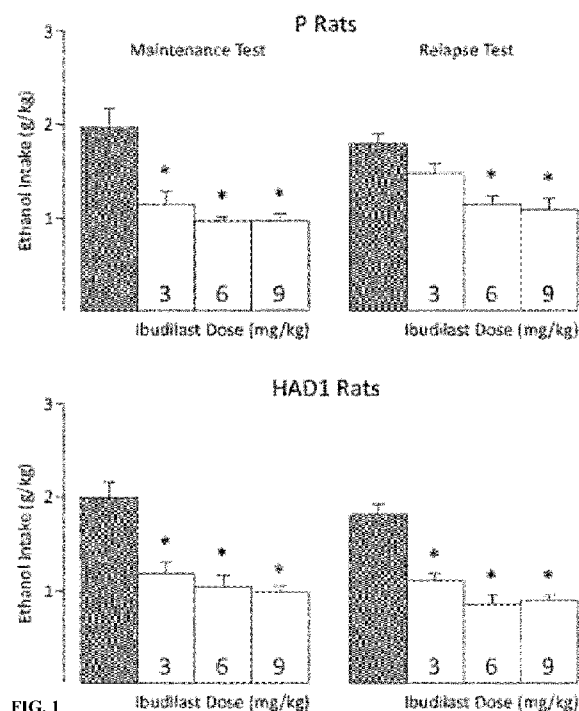 P Rats
Maintenance Test Relapse Test
Ethanol Intake (g/kg)
3
2
1
* * * * *
3 6 9 3 6 9
Ibudilast Dose (mg/kg) Ibudilast Dose (mg/kg)
HAD1 Rats
Ethanol Intake (g/kg)
3
2
1
* * * * * *
3 6 9 3 6 9
Ibudilast Dose (mg/kg) Ibudilast Dose (mg/kg)
FIG. 1